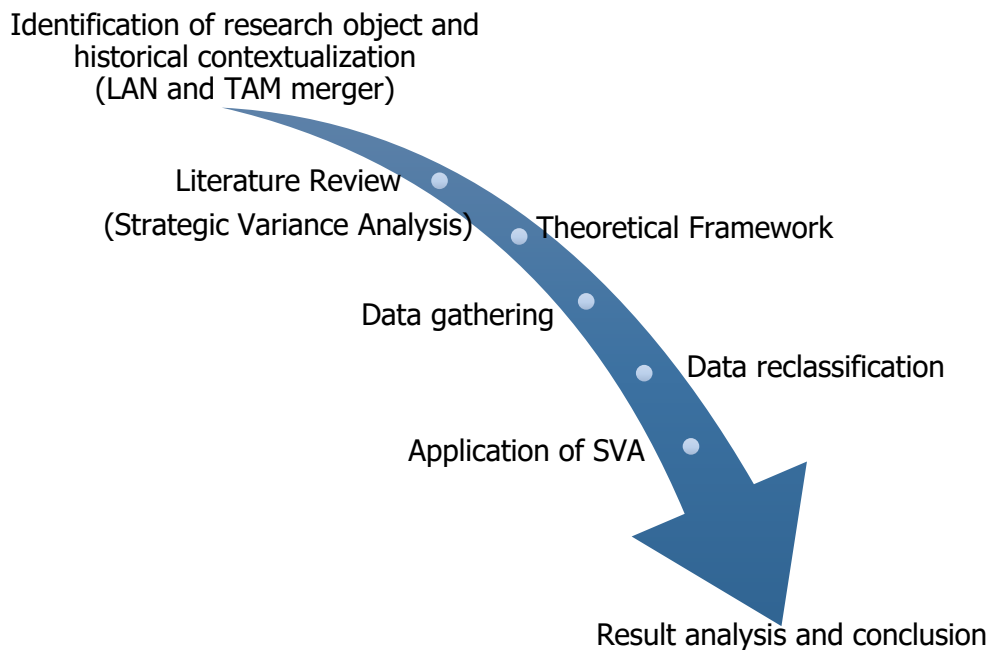 Identification of research object and
historical contextualization
(LAN and TAM merger)
Literature Review
(Strategic Variance Analysis)
Theoretical Framework
Data gathering
Data reclassification
Application of SVA
Result analysis and conclusion